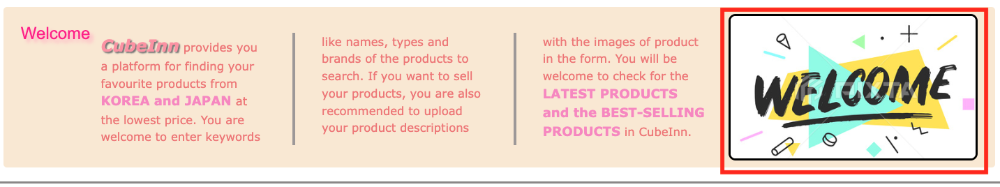 Welcome
CubeInn provides you
a platform for finding your
favourite products from
KOREA and JAPAN at
the lowest price. You are
welcome to enter keywords
like names, types and
brands of the products to
search. If you want to sell
your products, you are also
recommended to upload
your product descriptions
with the images of product
in the form. You will be
welcome to check for the
LATEST PRODUCTS
and the BEST-SELLING
PRODUCTS in CubeInn.
WELCOME
PIXTA